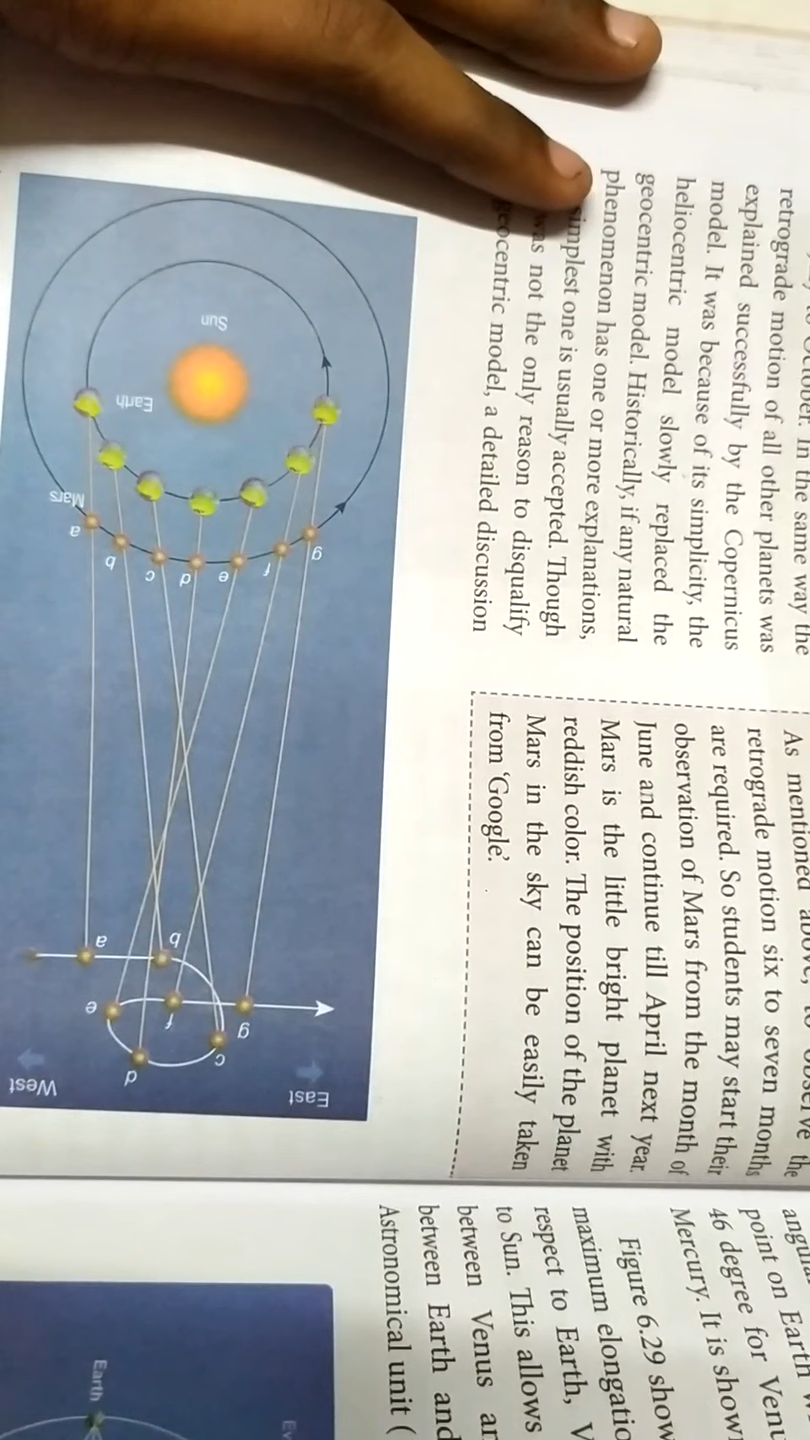 retrograde motion of all other planets was
explained successfully by the Copernicus
model. It was because of its simplicity, the
heliocentric model slowly replaced the
geocentric model. Historically, if any natural
phenomenon has one or more explanations,
simplest one is usually accepted. Though
was not the only reason to disqualify
geocentric model, a detailed discussion
As mentioned above, to observe the
retrograde motion six to seven months
are required. So students may start their
observation of Mars from the month of
June and continue till April next year.
Mars is the little bright planet with
reddish color. The position of the planet
Mars in the sky can be easily taken
from ‘Google’.
Sun
Earth
Mars
a
b
c
d
e
f
g
a
b
c
d
e
f
g
East
West
point on Earth
46 degree for
Mercury. It is
Figure 6.29
maximum
respect to Earth,
to Sun. This allows
between Venus
between Earth and
Astronomical unit (
Earth